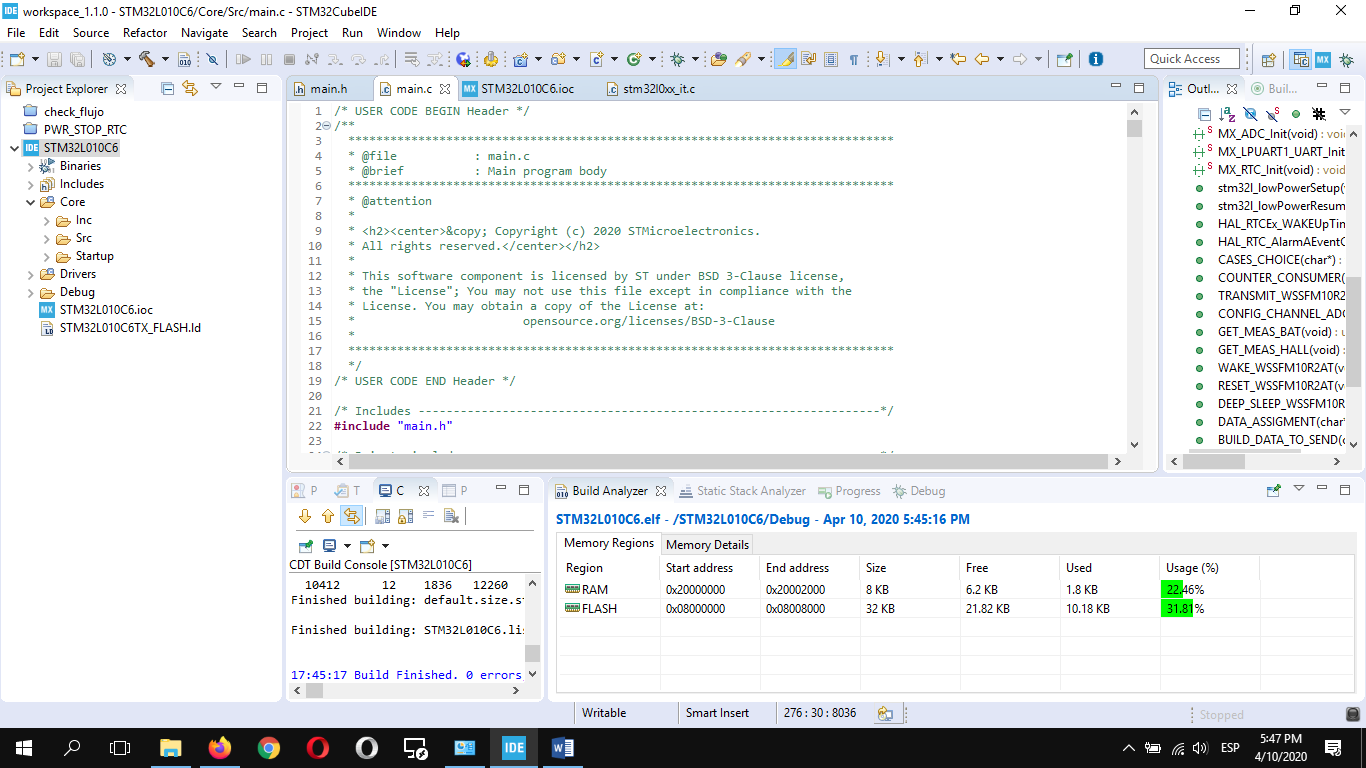 workspace_1.1.0 - STM32L010C6/Core/Src/main.c - STM32CubeIDE
File Edit Source Refactor Navigate Search Project Run Window Help
Quick Access
Project Explorer
check_flujo
PWR_STOP_RTC
STM32L010C6
Binaries
Includes
Core
Inc
Src
Startup
Drivers
Debug
STM32L010C6.ioc
STM32L010C6TX_FLASH.ld
main.h main.c STM32L010C6.ioc stm32l0xx_it.c
1 /* USER CODE BEGIN Header */
2 /**
3 ******************************************************************************
4 * @file : main.c
5 * @brief : Main program body
6 ******************************************************************************
7 * @attention
8 *
9 * <h2><center>&copy; Copyright (c) 2020 STMicroelectronics.
10 * All rights reserved.</center></h2>
11 *
12 * This software component is licensed by ST under BSD 3-Clause license,
13 * the "License"; You may not use this file except in compliance with the
14 * License. You may obtain a copy of the License at:
15 * opensource.org/licenses/BSD-3-Clause
16 *
17 ******************************************************************************
18 */
19 /* USER CODE END Header */
20
21 /* Includes ------------------------------------------------------------------*/
22 #include "main.h"
23
Outl... Buil...
MX_ADC_Init(void) : void
MX_LPUART1_UART_Init
MX_RTC_Init(void) : void
stm32l_lowPowerSetup(
stm32l_lowPowerResum
HAL_RTCEx_WAKEUpTin
HAL_RTC_AlarmAEventC
CASES_CHOICE(char*) :
COUNTER_CONSUMER(
TRANSMIT_WSSFM10R2
CONFIG_CHANNEL_ADC
GET_MEAS_BAT(void) : u
GET_MEAS_HALL(void) :
WAKE_WSSFM10R2AT(v
RESET_WSSFM10R2AT(v
DEEP_SLEEP_WSSFM10R
DATA_ASSIGMENT(char*
BUILD_DATA_TO_SEND(c
P T C P
CDT Build Console [STM32L010C6]
10412 12 1836 12260
Finished building: default.size.st
Finished building: STM32L010C6.lis
17:45:17 Build Finished. 0 errors,
Build Analyzer Static Stack Analyzer Progress Debug
STM32L010C6.elf - /STM32L010C6/Debug - Apr 10, 2020 5:45:16 PM
Memory Regions Memory Details
Region Start address End address Size Free Used Usage (%)
RAM 0x20000000 0x20002000 8 KB 6.2 KB 1.8 KB 22.46%
FLASH 0x08000000 0x08008000 32 KB 21.82 KB 10.18 KB 31.81%
Writable Smart Insert 276 : 30 : 8036 Stopped
IDE ESP 5:47 PM
4/10/2020